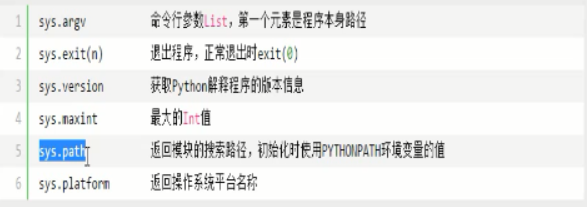 1 sys.argv 命令行参数List，第一个元素是程序本身路径
2 sys.exit(n) 退出程序，正常退出时exit(0)
3 sys.version 获取Python解释程序的版本信息
4 sys.maxint 最大的Int值
5 sys.path 返回模块的搜索路径，初始化时使用PYTHONPATH环境变量的值
6 sys.platform 返回操作系统平台名称